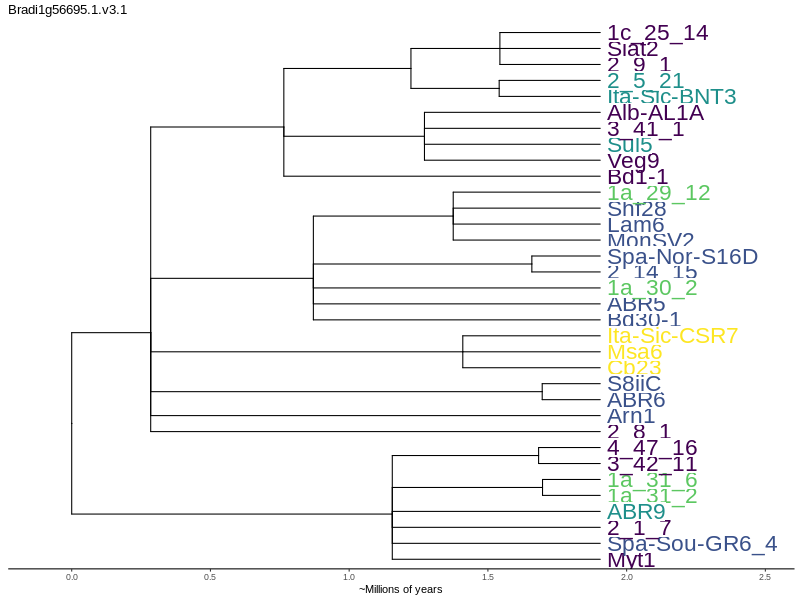 Bradi1g56695.1.v3.1
1c_25_14
Siat2
2_9_1
2_5_21
Ita-Sic-BNT3
Alb-AL1A
3_41_1
Sul5
Veg9
Bd1-1
1a_29_12
Shi28
Lam6
MonSV2
Spa-Nor-S16D
2_14_15
1a_30_2
ABR5
Bd30-1
Ita-Sic-CSR7
Msa6
Cb23
S8iiC
ABR6
Arn1
2_8_1
4_47_16
3_42_11
1a_31_6
1a_31_2
ABR9
2_1_7
Spa-Sou-GR6_4
Myt1
0.0 0.5 1.0 1.5 2.0 2.5
~Millions of years